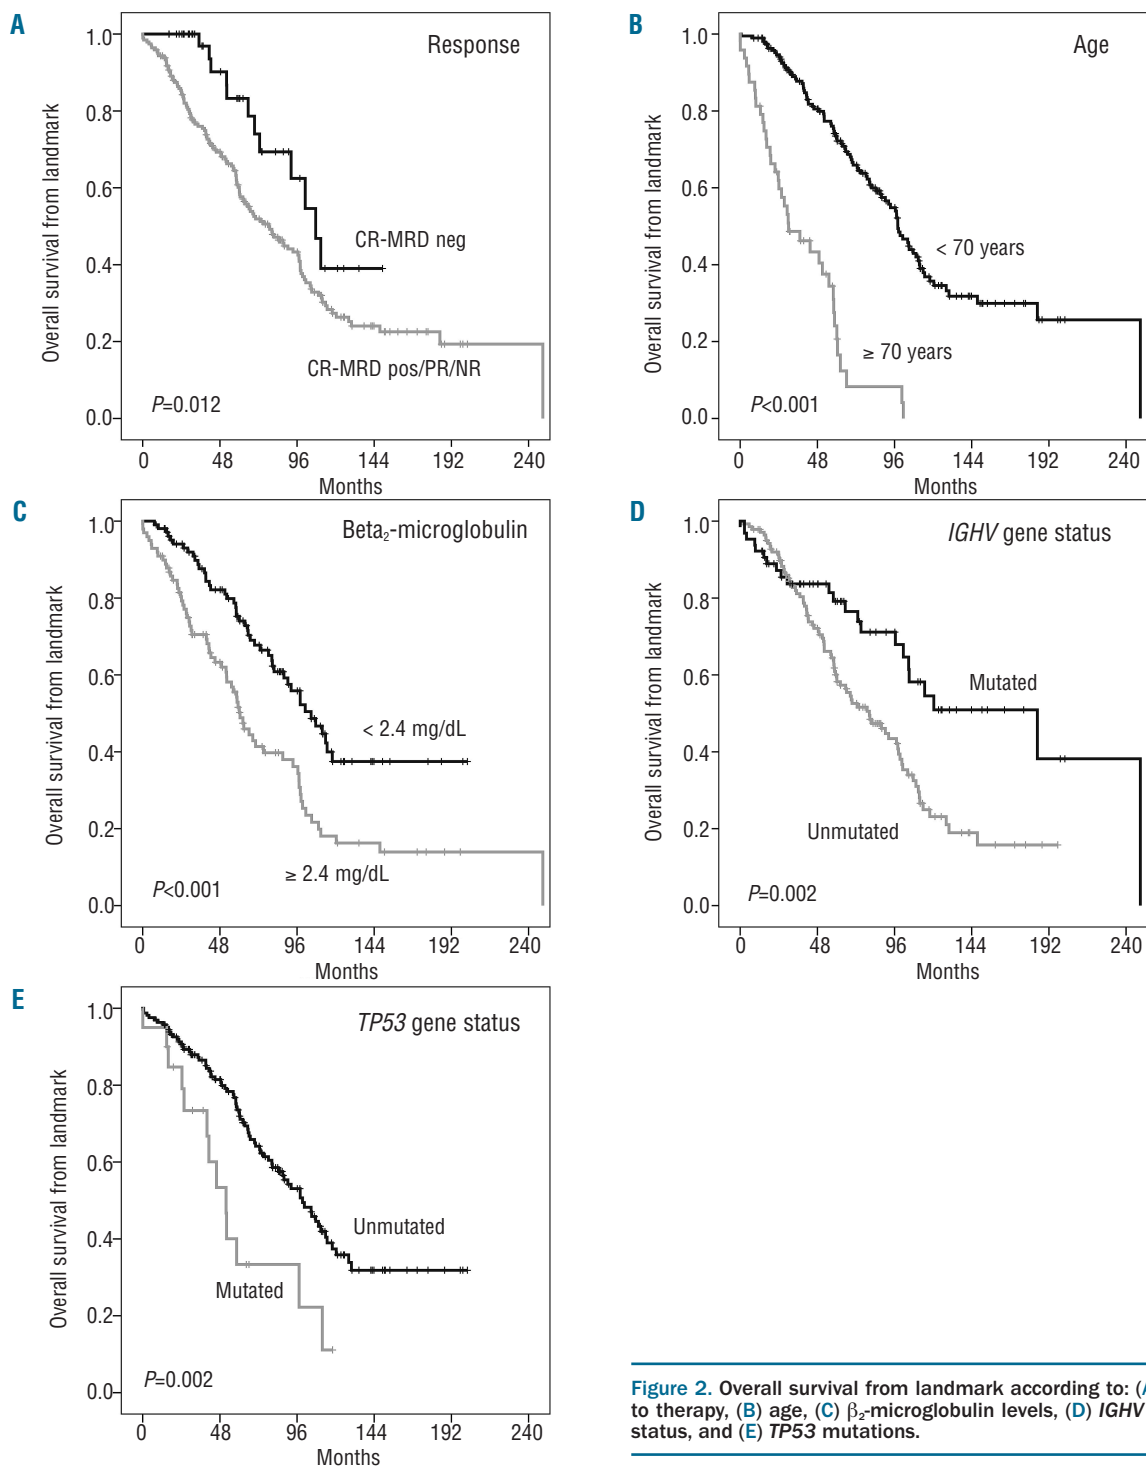 A
Response
Overall survival from landmark
1.0
0.8
0.6
0.4
0.2
0.0
CR-MRD neg
CR-MRD pos/PR/NR
P=0.012
0 48 96 144 192 240
Months
B
Age
Overall survival from landmark
1.0
0.8
0.6
0.4
0.2
0.0
< 70 years
≥ 70 years
P<0.001
0 48 96 144 192 240
Months
C
Beta₂-microglobulin
Overall survival from landmark
1.0
0.8
0.6
0.4
0.2
0.0
< 2.4 mg/dL
≥ 2.4 mg/dL
P<0.001
0 48 96 144 192 240
Months
D
IGHV gene status
Overall survival from landmark
1.0
0.8
0.6
0.4
0.2
0.0
Mutated
Unmutated
P=0.002
0 48 96 144 192 240
Months
E
TP53 gene status
Overall survival from landmark
1.0
0.8
0.6
0.4
0.2
0.0
Unmutated
Mutated
P=0.002
0 48 96 144 192 240
Months
Figure 2. Overall survival from landmark according to: (A
to therapy, (B) age, (C) β₂-microglobulin levels, (D) IGHV
status, and (E) TP53 mutations.